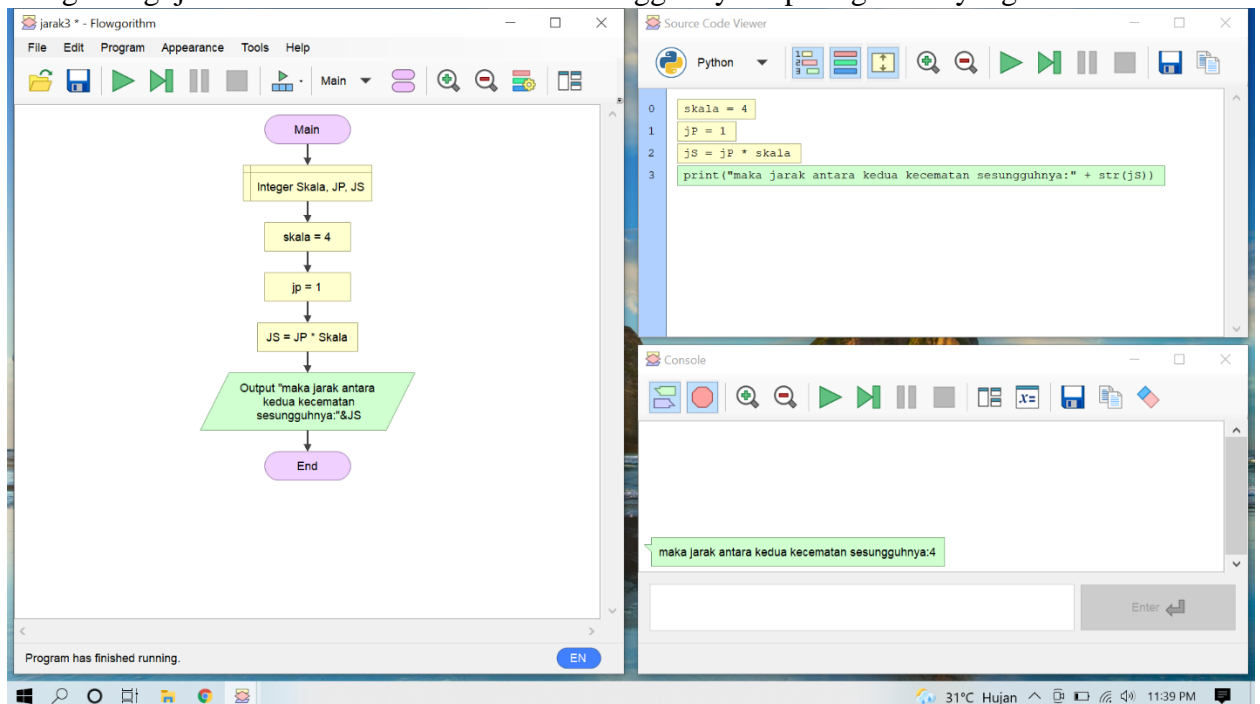 jarak3 * - Flowgorithm
File Edit Program Appearance Tools Help
Main
Main
Integer Skala, JP, JS
skala = 4
jp = 1
JS = JP * Skala
Output "maka jarak antara
kedua kecematan
sesungguhnya:"&JS
End
Program has finished running.
EN
Source Code Viewer
Python
0 skala = 4
1 jP = 1
2 jS = jP * skala
3 print("maka jarak antara kedua kecematan sesungguhnya:" + str(jS))
Console
x=
maka jarak antara kedua kecematan sesungguhnya:4
Enter
31°C Hujan
11:39 PM